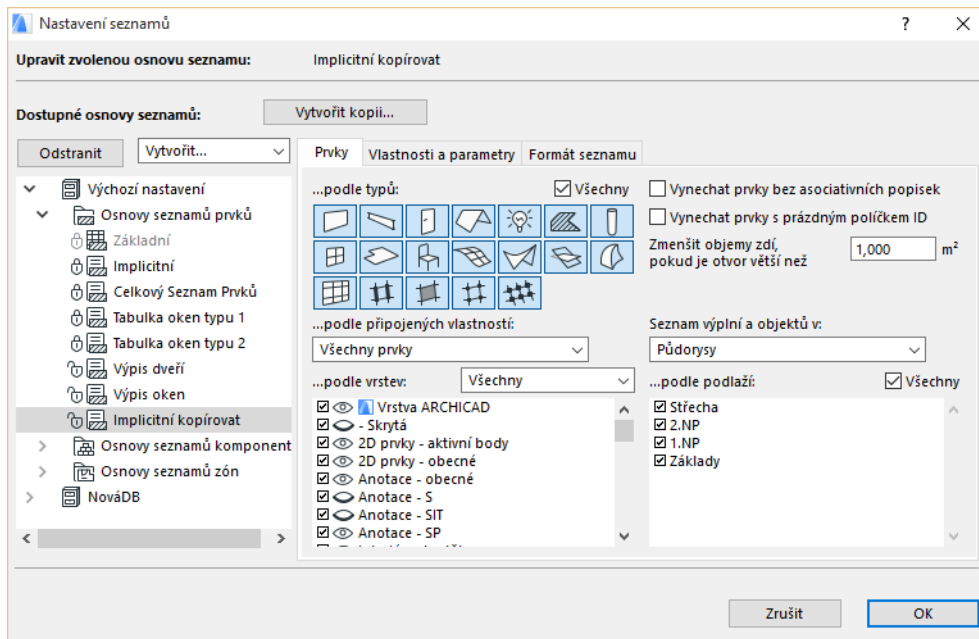 Nastavení seznamů
?
Upravit zvolenou osnovu seznamu: Implicitní kopírovat
Dostupné osnovy seznamů: Vytvořit kopii...
Odstranit Vytvořit...
Výchozí nastavení
Osnovy seznamů prvků
Základní
Implicitní
Celkový Seznam Prvků
Tabulka oken typu 1
Tabulka oken typu 2
Výpis dveří
Výpis oken
Implicitní kopírovat
Osnovy seznamů komponent
Osnovy seznamů zón
NováDB
Prvky Vlastnosti a parametry Formát seznamu
...podle typů: Všechny
Vynechat prvky bez asociativních popisek
Vynechat prvky s prázdným políčkem ID
Zmenšit objemy zdí,
pokud je otvor větší než 1,000 m²
...podle připojených vlastností:
Všechny prvky
Seznam výplní a objektů v:
Půdorysy
...podle vrstev: Všechny
Vrstva ARCHICAD
- Skrytá
2D prvky - aktivní body
2D prvky - obecné
Anotace - obecné
Anotace - S
Anotace - SIT
Anotace - SP
...podle podlaží: Všechny
Střecha
2.NP
1.NP
Základy
Zrušit OK